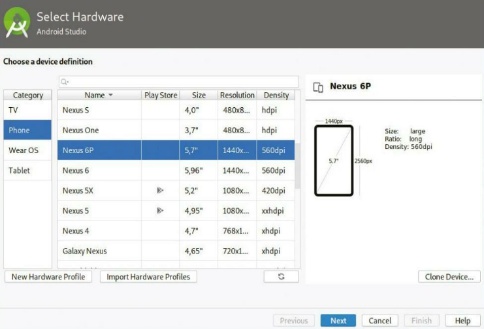 Select Hardware
Android Studio
Choose a device definition
Category
Name
Play Store
Size
Resolution
Density
TV
Phone
Wear OS
Tablet
Nexus S 4,0" 480x8... hdpi
Nexus One 3,7" 480x8... hdpi
Nexus 6P 5,7" 1440x... 560dpi
Nexus 6 5,96" 1440x... 560dpi
Nexus 5X 5,2" 1080x... 420dpi
Nexus 5 4,95" 1080x... xxhdpi
Nexus 4 4,7" 768x1... xhdpi
Galaxy Nexus 4,65" 720x1... xhdpi
Nexus 6P
1440px
5,7"
2560px
Size: large
Ratio: long
Density: 560dpi
New Hardware Profile
Import Hardware Profiles
Clone Device...
Previous
Next
Cancel
Finish
Help